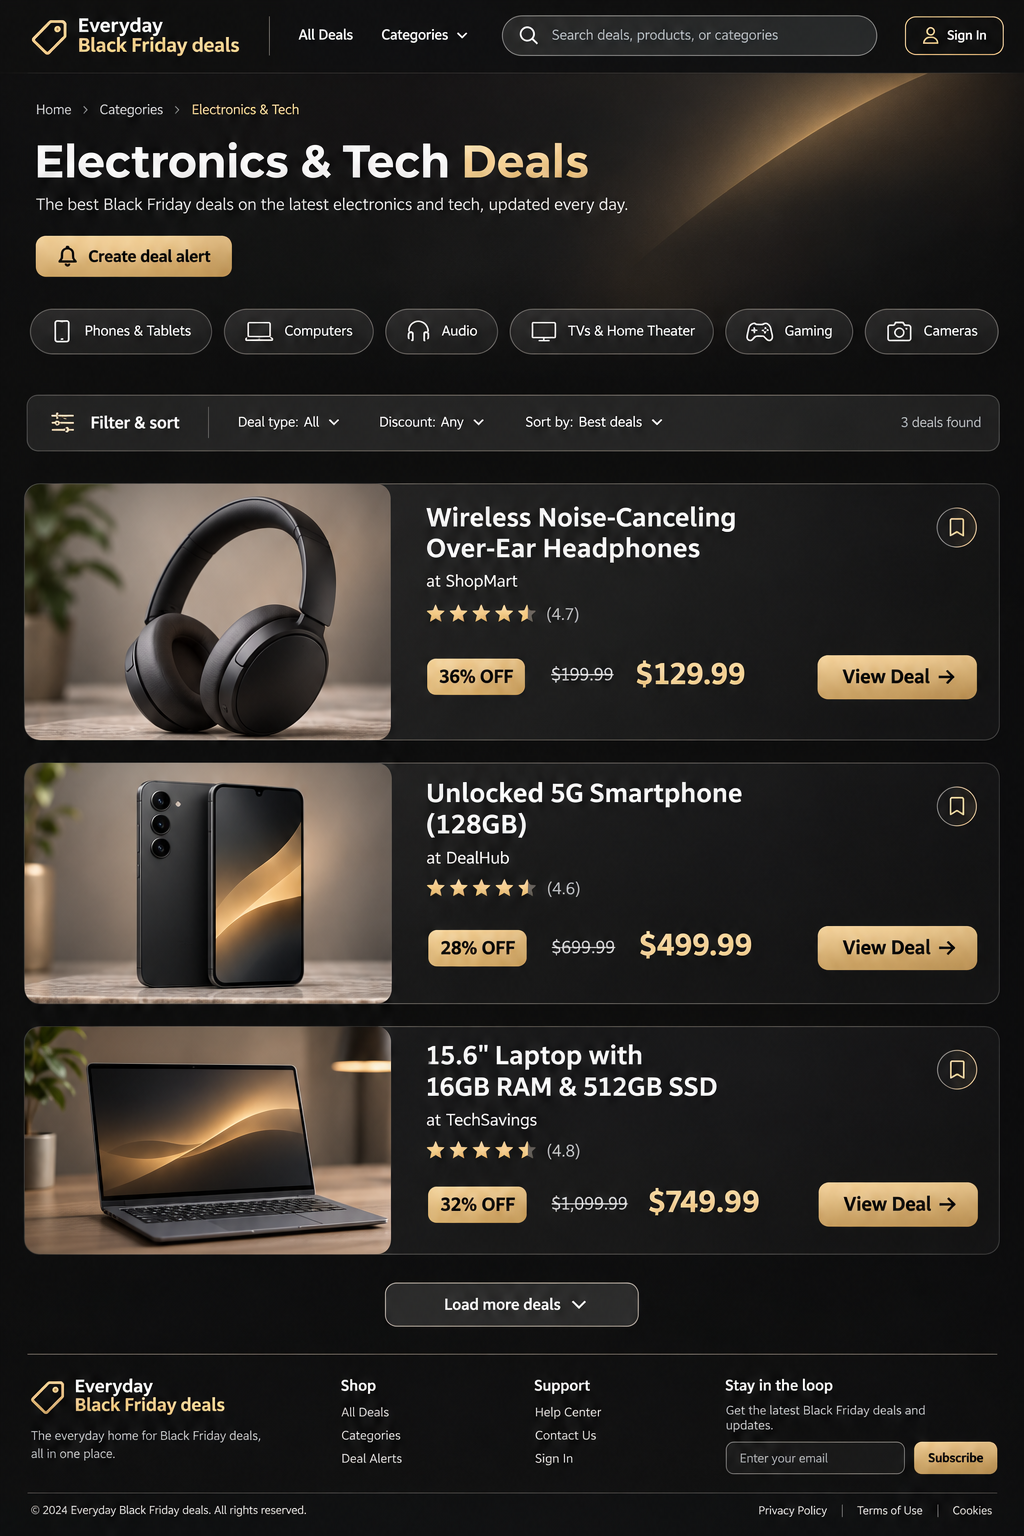 Everyday
Black Friday deals
All Deals
Categories
Search deals, products, or categories
Sign In
Home > Categories > Electronics & Tech
Electronics & Tech Deals
The best Black Friday deals on the latest electronics and tech, updated every day.
Create deal alert
Phones & Tablets
Computers
Audio
TVs & Home Theater
Gaming
Cameras
Filter & sort
Deal type: All
Discount: Any
Sort by: Best deals
3 deals found
Wireless Noise-Canceling
Over-Ear Headphones
at ShopMart
(4.7)
36% OFF
$199.99
$129.99
View Deal →
Unlocked 5G Smartphone
(128GB)
at DealHub
(4.6)
28% OFF
$699.99
$499.99
View Deal →
15.6" Laptop with
16GB RAM & 512GB SSD
at TechSavings
(4.8)
32% OFF
$1,099.99
$749.99
View Deal →
Load more deals
Everyday
Black Friday deals
The everyday home for Black Friday deals,
all in one place.
Shop
All Deals
Categories
Deal Alerts
Support
Help Center
Contact Us
Sign In
Stay in the loop
Get the latest Black Friday deals and
updates.
Enter your email
Subscribe
© 2024 Everyday Black Friday deals. All rights reserved.
Privacy Policy | Terms of Use | Cookies